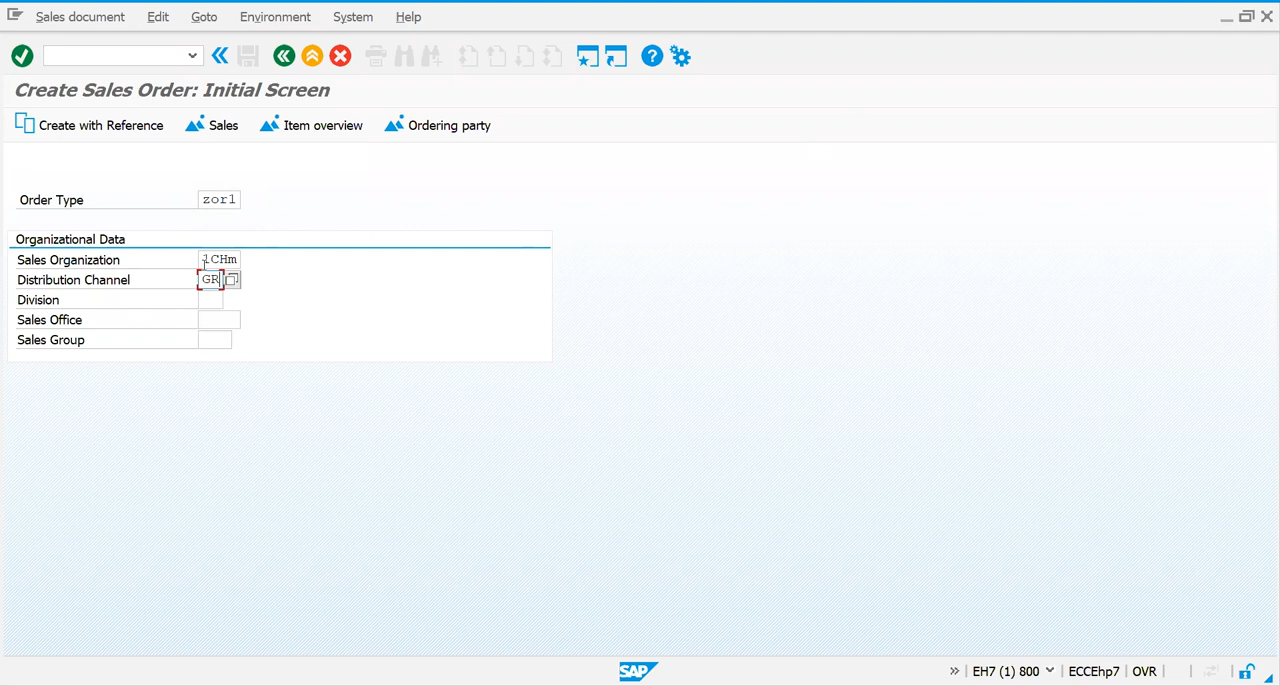 Sales document Edit Goto Environment System Help
Create Sales Order: Initial Screen
Create with Reference Sales Item overview Ordering party
Order Type zor1
Organizational Data
Sales Organization 1CHm
Distribution Channel GR
Division
Sales Office
Sales Group
SAP EH7 (1) 800 ECCEhp7 OVR